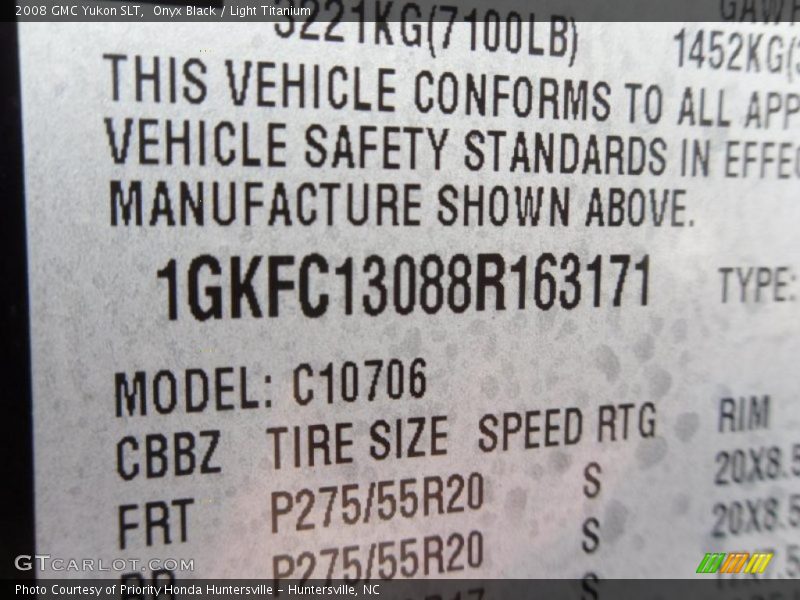 2008 GMC Yukon SLT, Onyx Black / Light Titanium
3221KG(7100LB)
1452KG(
THIS VEHICLE CONFORMS TO ALL APP
VEHICLE SAFETY STANDARDS IN EFFEC
MANUFACTURE SHOWN ABOVE.
1GKFC13088R163171 TYPE:
MODEL: C10706
CBBZ TIRE SIZE SPEED RTG RIM
FRT P275/55R20 S 20X8.5
P275/55R20 S 20X8.5
S
GTCARLOT.COM
Photo Courtesy of Priority Honda Huntersville – Huntersville, NC